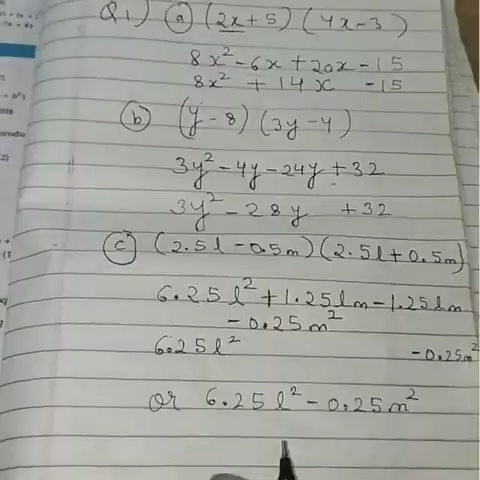 Q.1) (a) (2x+5) (4x-3)
8x² - 6x + 20x - 15
8x² + 14x - 15
(b) (y - 8) (3y - 4)
3y² - 4y - 24y + 32
3y² - 28y + 32
(c) (2.5l - 0.5m) (2.5l + 0.5m)
6.25l² + 1.25lm - 1.25lm
- 0.25m²
6.25l² - 0.25m²
or 6.25l² - 0.25m²